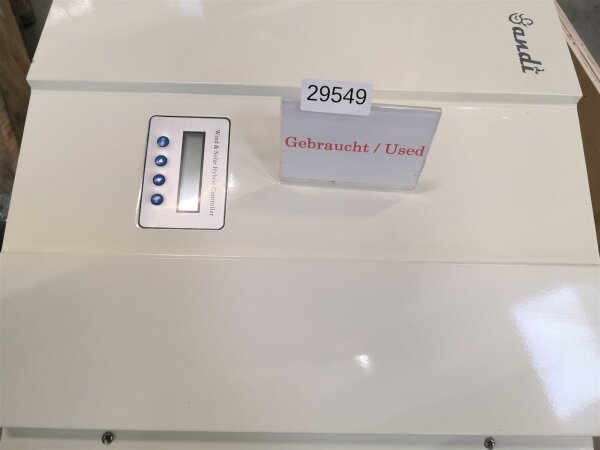 Sandi
29549
Gebraucht / Used
Wind & Solar Hybrid Controller